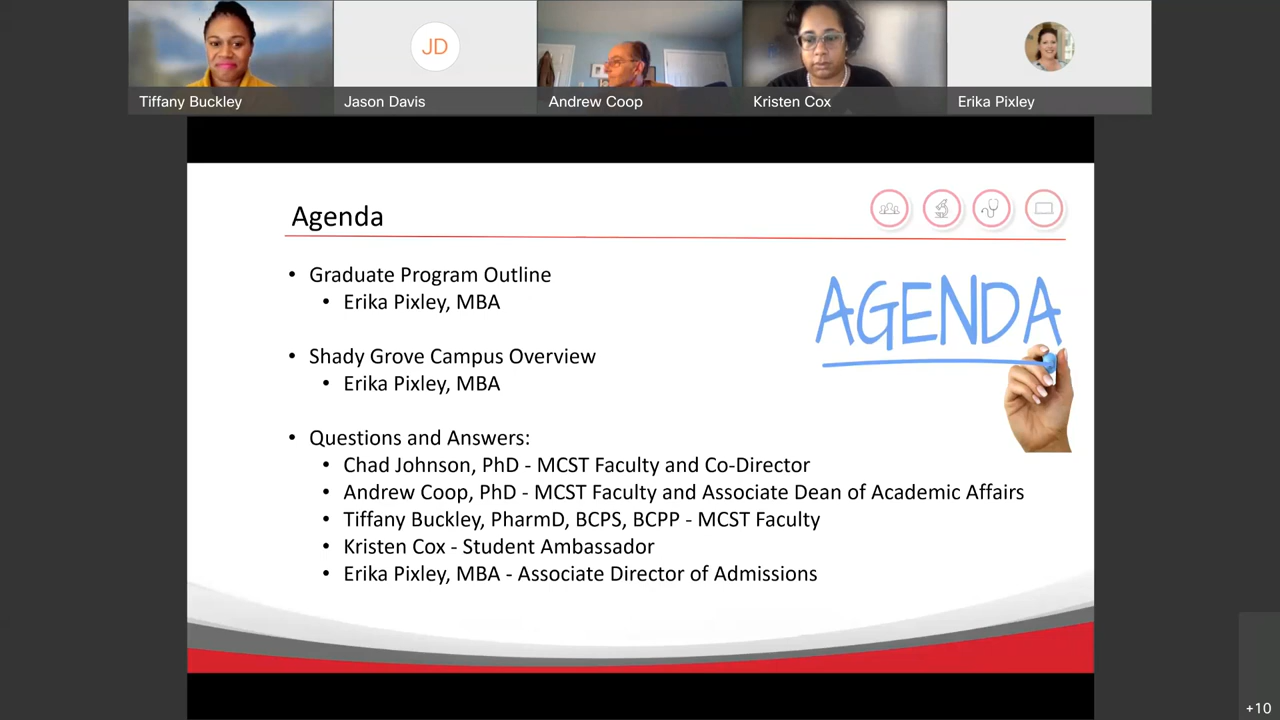 Tiffany Buckley
JD
Jason Davis
Andrew Coop
Kristen Cox
Erika Pixley
Agenda
• Graduate Program Outline
• Erika Pixley, MBA
• Shady Grove Campus Overview
• Erika Pixley, MBA
• Questions and Answers:
• Chad Johnson, PhD - MCST Faculty and Co-Director
• Andrew Coop, PhD - MCST Faculty and Associate Dean of Academic Affairs
• Tiffany Buckley, PharmD, BCPS, BCPP - MCST Faculty
• Kristen Cox - Student Ambassador
• Erika Pixley, MBA - Associate Director of Admissions
AGENDA
+10